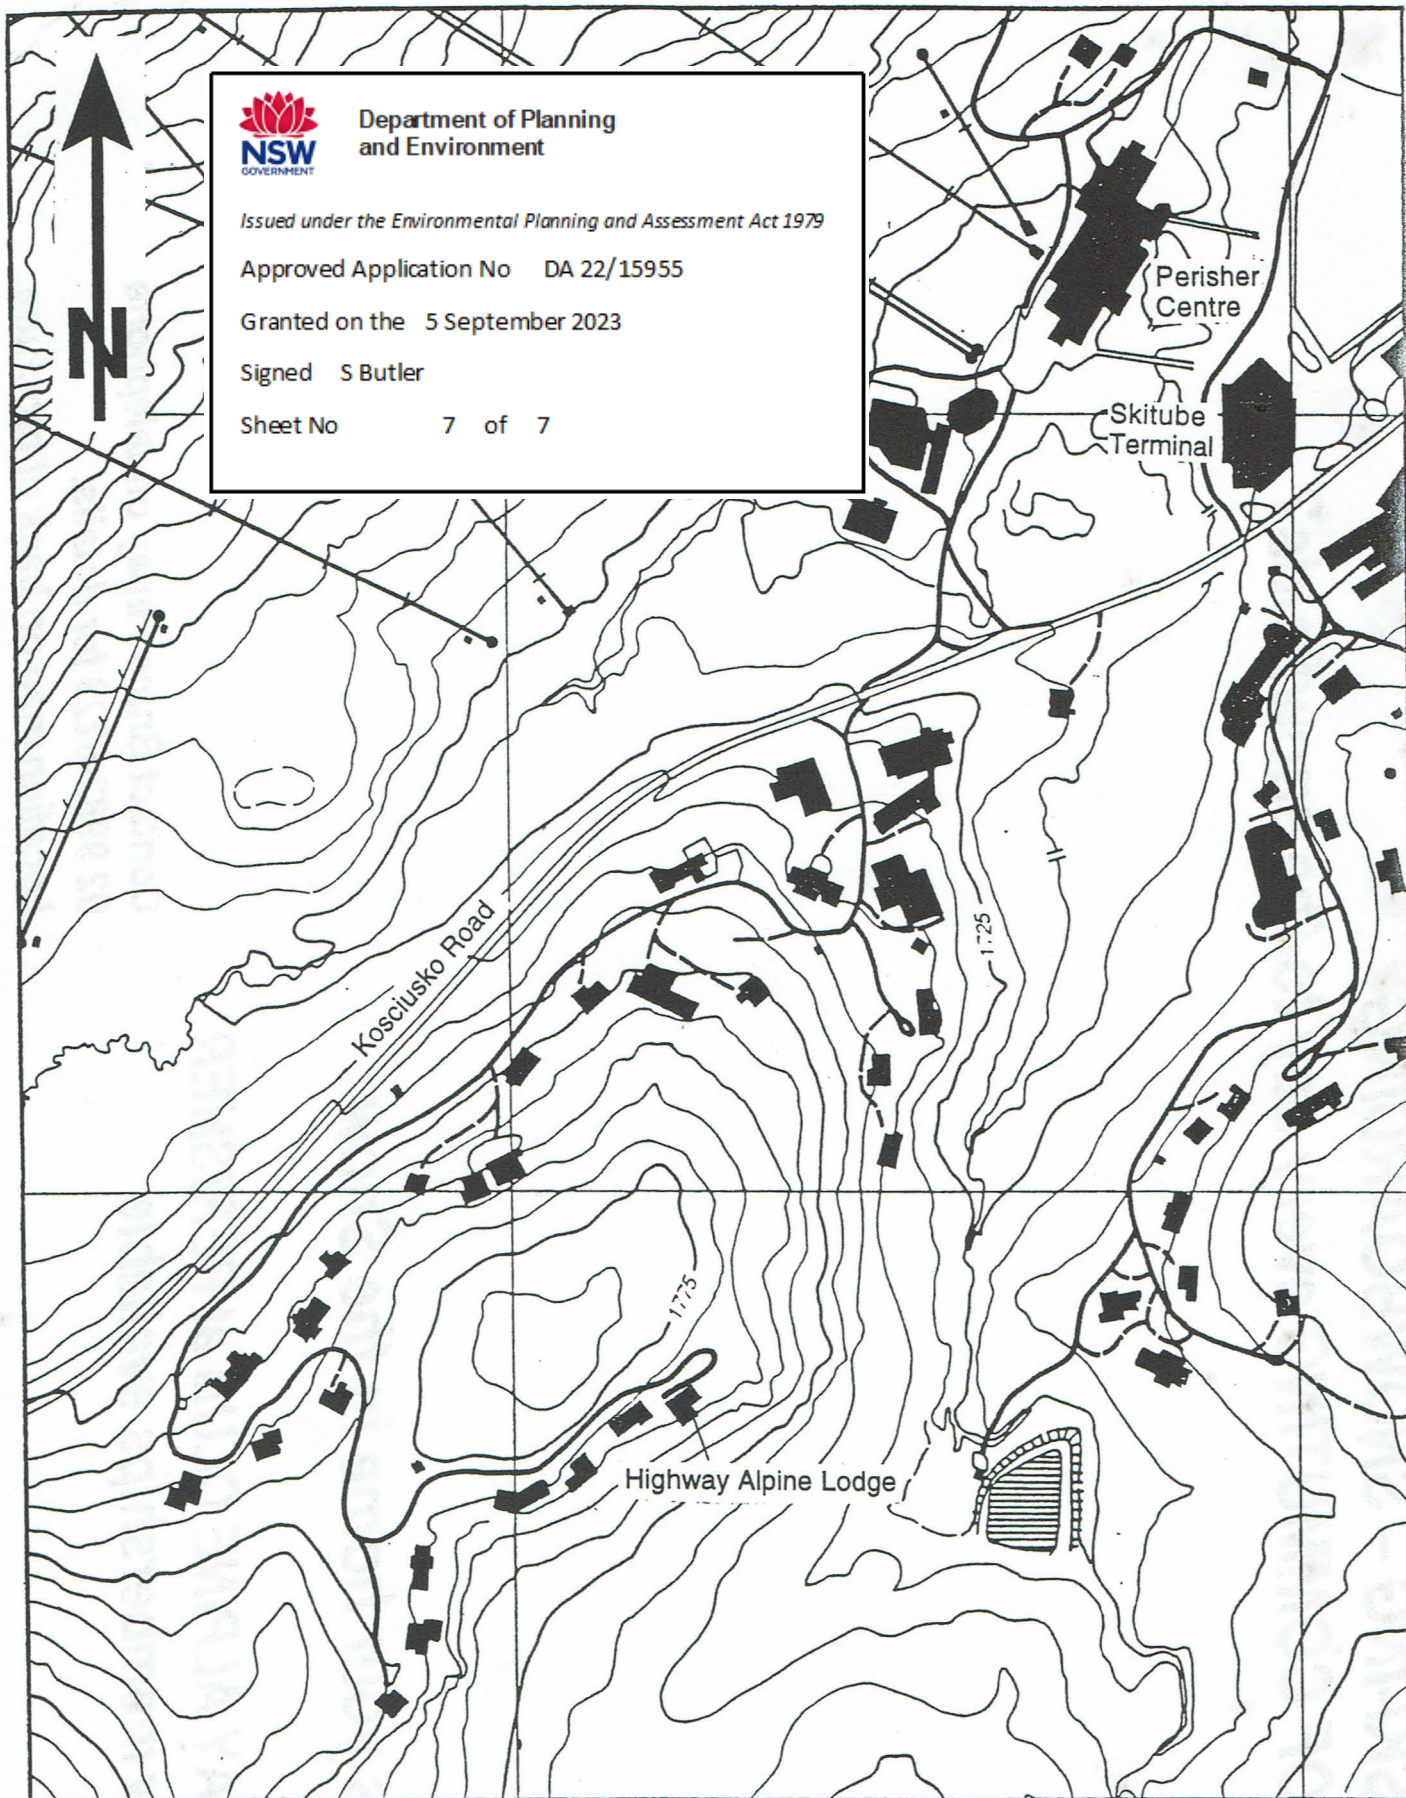 Department of Planning
and Environment
NSW
GOVERNMENT
Issued under the Environmental Planning and Assessment Act 1979
Approved Application No DA 22/15955
Granted on the 5 September 2023
Signed S Butler
Sheet No 7 of 7
N
Perisher
Centre
Skitube
Terminal
Kosciusko Road
1725
1775
Highway Alpine Lodge